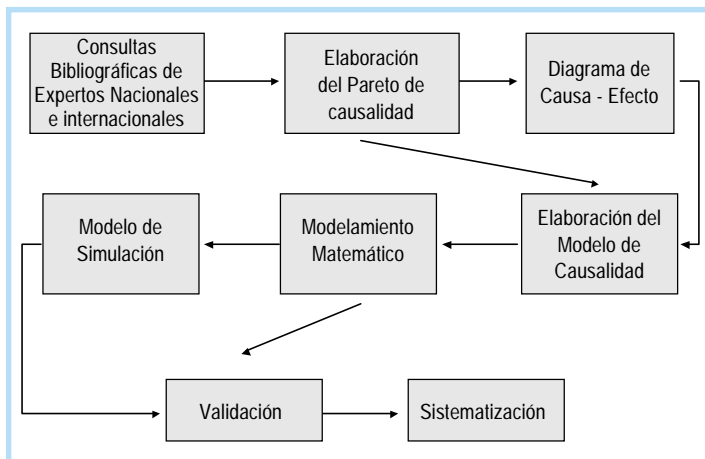 Consultas
Bibliográficas de
Expertos Nacionales
e internacionales
Elaboración
del Pareto de
causalidad
Diagrama de
Causa - Efecto
Modelo de
Simulación
Modelamiento
Matemático
Elaboración del
Modelo de
Causalidad
Validación
Sistematización